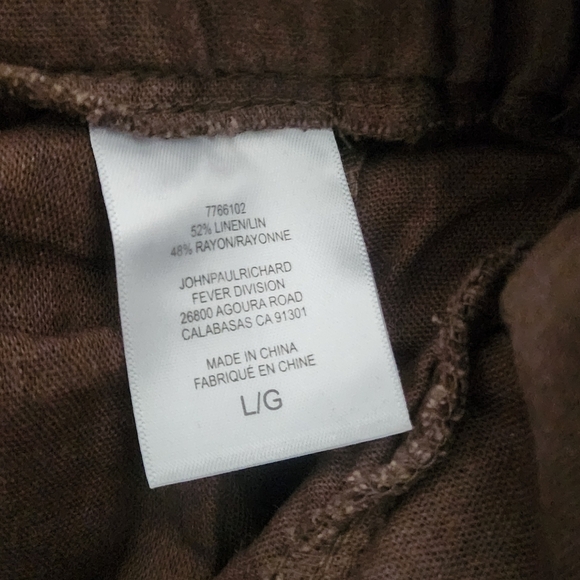 7766102
52% LINEN/LIN
48% RAYON/RAYONNE
JOHNPAULRICHARD
FEVER DIVISION
26800 AGOURA ROAD
CALABASAS CA 91301
MADE IN CHINA
FABRIQUÉ EN CHINE
L/G